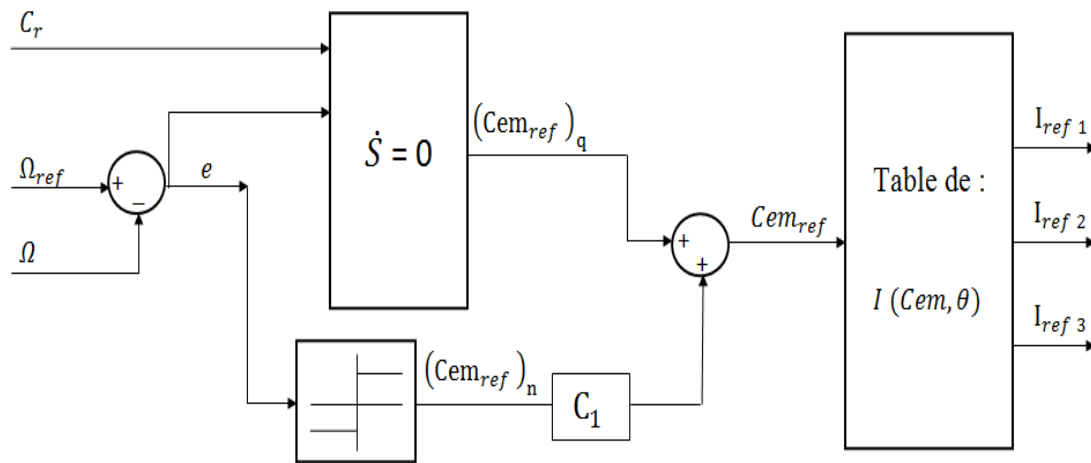 C_r
Ω_ref
+
−
Ω
e
Ṡ = 0
(Cem_ref)_q
(Cem_ref)_n
C_1
+
+
Cem_ref
Table de :
I (Cem, θ)
I_ref 1
I_ref 2
I_ref 3